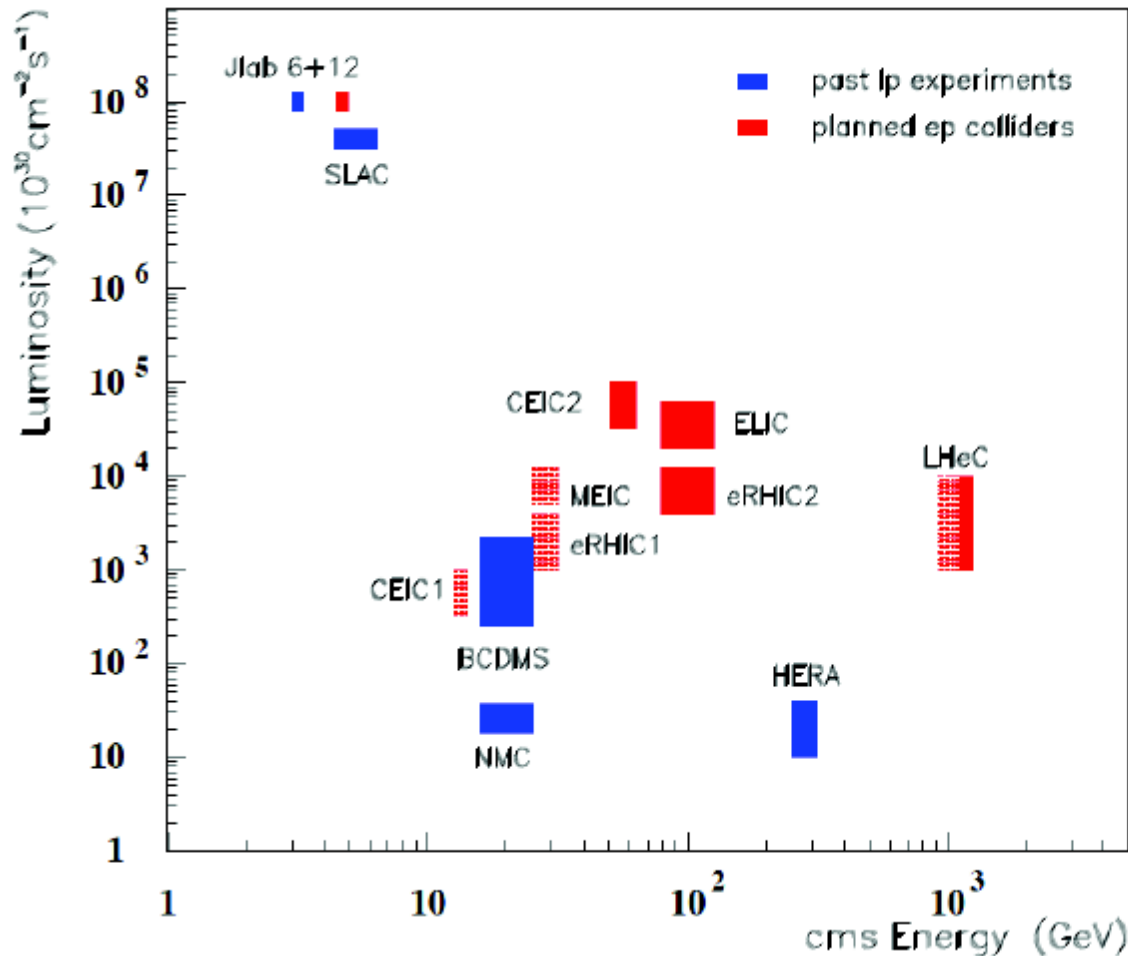 Luminosity (10³⁰cm⁻²s⁻¹)
Jlab 6+12
past lp experiments
planned ep colliders
SLAC
CEIC2
ELIC
LHeC
MEIC
eRHIC2
eRHIC1
CEIC1
BCDMS
HERA
NMC
10⁸
10⁷
10⁶
10⁵
10⁴
10³
10²
10
1
1
10
10²
10³
cms Energy (GeV)